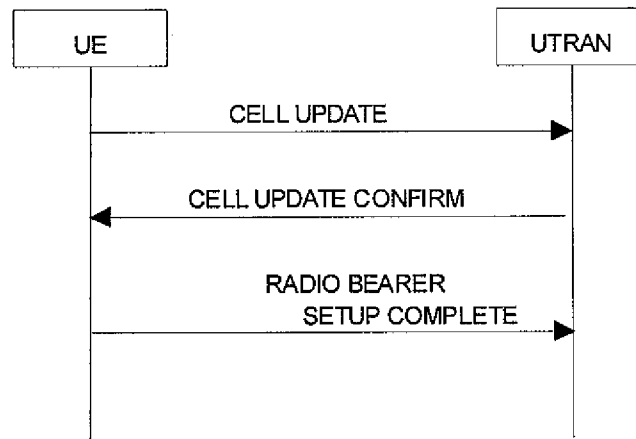 UE
UTRAN
CELL UPDATE
CELL UPDATE CONFIRM
RADIO BEARER
SETUP COMPLETE